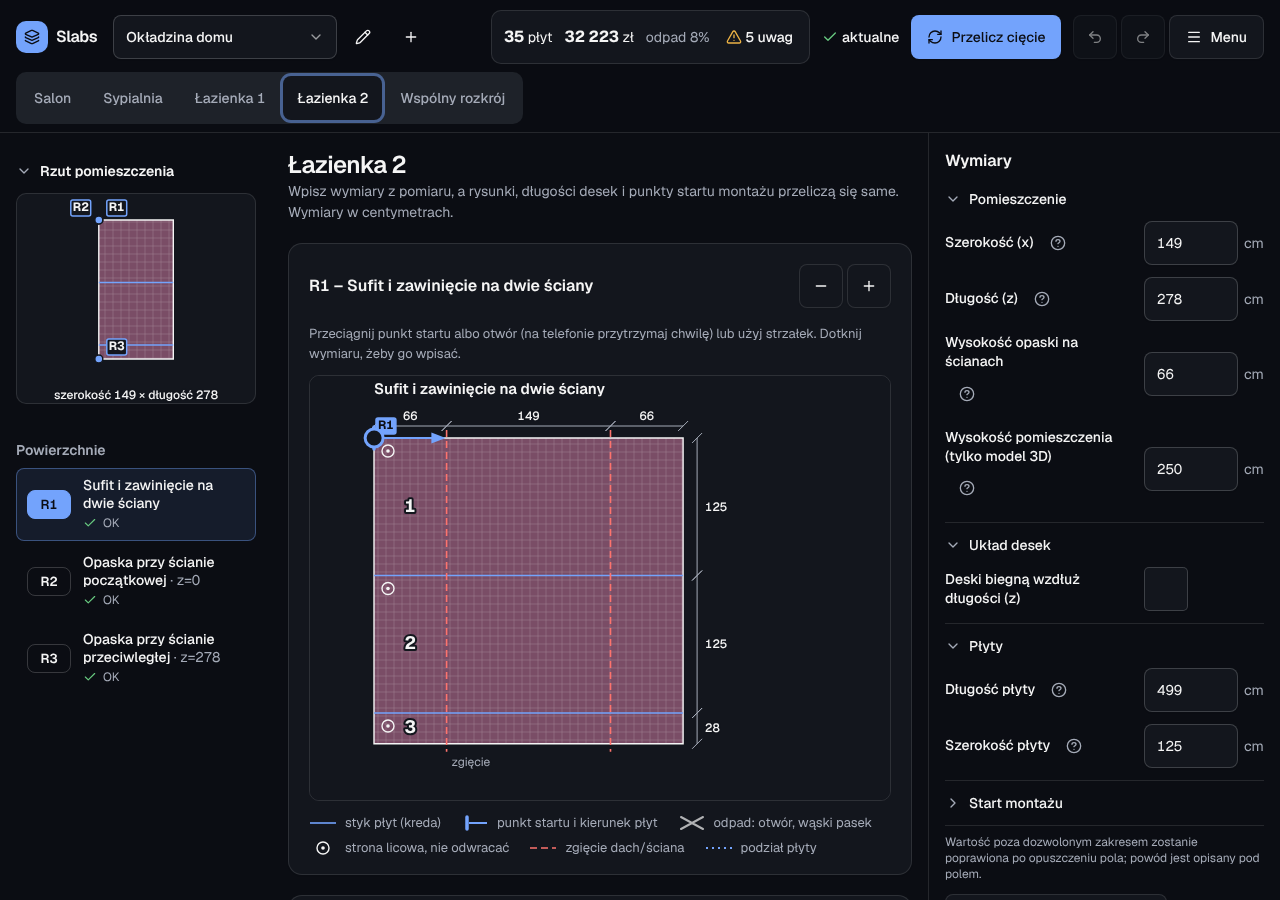 Slabs
Okładzina domu
35 płyt 32 223 zł odpad 8% 5 uwag
aktualne
Przelicz cięcie
Menu
Salon
Sypialnia
Łazienka 1
Łazienka 2
Wspólny rozkrój
Rzut pomieszczenia
R2 R1
R3
szerokość 149 × długość 278
Powierzchnie
R1
Sufit i zawinięcie na
dwie ściany
OK
R2
Opaska przy ścianie
początkowej · z=0
OK
R3
Opaska przy ścianie
przeciwległej · z=278
OK
Łazienka 2
Wpisz wymiary z pomiaru, a rysunki, długości desek i punkty startu montażu przeliczą się same.
Wymiary w centymetrach.
R1 – Sufit i zawinięcie na dwie ściany
Przeciągnij punkt startu albo otwór (na telefonie przytrzymaj chwilę) lub użyj strzałek. Dotknij
wymiaru, żeby go wpisać.
Sufit i zawinięcie na dwie ściany
66 149 66
R1
1
125
2
125
3
28
zgięcie
styk płyt (kreda)
punkt startu i kierunek płyt
odpad: otwór, wąski pasek
strona licowa, nie odwracać
zgięcie dach/ściana
podział płyty
Wymiary
Pomieszczenie
Szerokość (x) 149 cm
Długość (z) 278 cm
Wysokość opaski na
ścianach
66 cm
Wysokość pomieszczenia
(tylko model 3D)
250 cm
Układ desek
Deski biegną wzdłuż
długości (z)
Płyty
Długość płyty 499 cm
Szerokość płyty 125 cm
Start montażu
Wartość poza dozwolonym zakresem zostanie
poprawiona po opuszczeniu pola; powód jest opisany pod
polem.